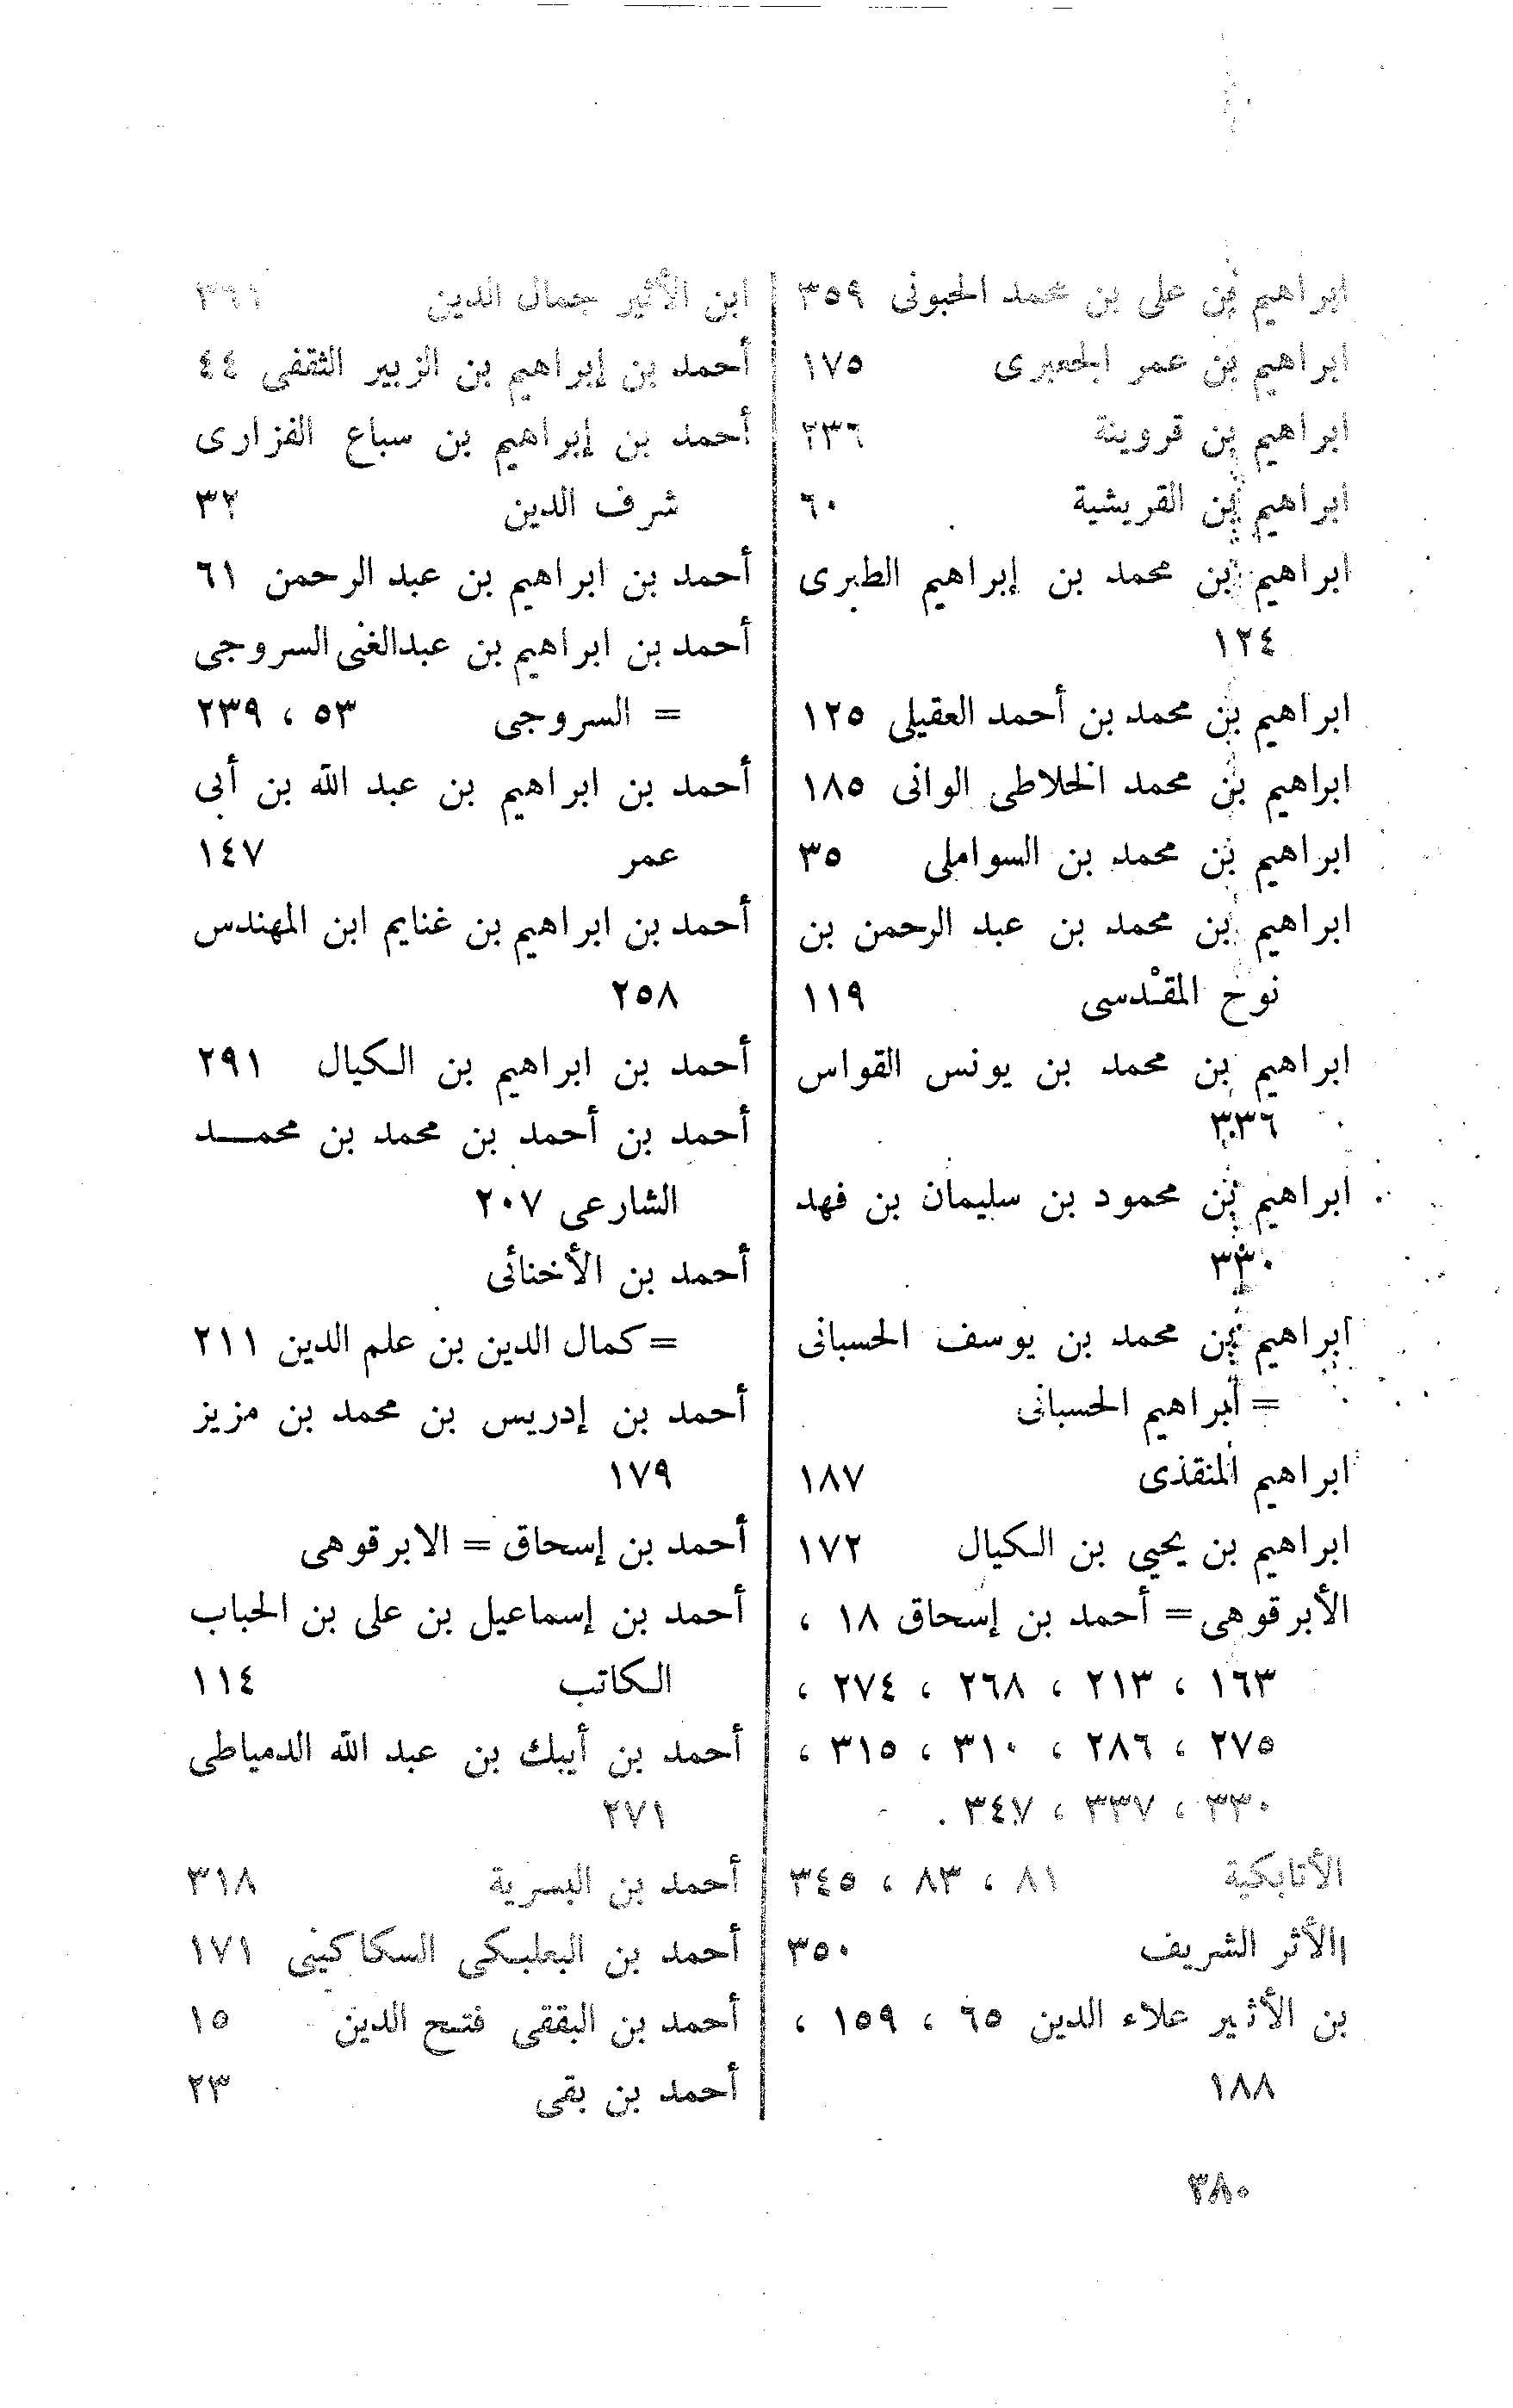 ابراهيم بن على بن محمد الحبونى ٣٥٩
ابراهيم بن عمر الجعبرى ١٧٥
ابراهيم بن قروينة ٢٣٦
ابراهيم بن القريشية ٦٠
ابراهيم بن محمد بن إبراهيم الطبرى
١٢٤
ابراهيم بن محمد بن أحمد العقيلى ١٢٥
ابراهيم بن محمد الخلاطى الوانى ١٨٥
ابراهيم بن محمد بن السواملى ٣٥
ابراهيم بن محمد بن عبد الرحمن بن
نوح المقْدسى ١١٩
ابراهيم بن محمد بن يونس القواس
٣٣٦
ابراهيم بن محمود بن سليمان بن فهد
٣٣٠
ابراهيم بن محمد بن يوسف الحسبانى
= أبراهيم الحسبانى
ابراهيم المنقذى ١٨٧
ابراهيم بن يحيى بن الكيال ١٧٢
الأبرقوهى = أحمد بن إسحاق ١٨ ،
١٦٣ ، ٢١٣ ، ٢٦٨ ، ٢٧٤ ،
٢٧٥ ، ٢٨٦ ، ٣١٠ ، ٣١٥ ،
٣٣٠ ، ٣٣٧ ، ٣٤٧ .
الأتابكية ٨١ ، ٨٣ ، ٣٤٥
الأثر الشريف ٣٥٠
بن الأثير علاء الدين ٦٥ ، ١٥٩ ،
١٨٨
ابن الأثير جمال الدين ٣٦١
أحمد بن إبراهيم بن الزبير الثقفى ٤٤
أحمد بن إبراهيم بن سباع الفزارى
شرف الدين ٣٢
أحمد بن ابراهيم بن عبد الرحمن ٦١
أحمد بن ابراهيم بن عبدالغنى السروجى
= السروجى ٥٣ ، ٢٣٩
أحمد بن ابراهيم بن عبد الله بن أبى
عمر ١٤٧
أحمد بن ابراهيم بن غنايم ابن المهندس
٢٥٨
أحمد بن ابراهيم بن الكيال ٢٩١
أحمد بن أحمد بن محمد بن محمـد
الشارعى ٢٠٧
أحمد بن الأخنائى
= كمال الدين بن علم الدين ٢١١
أحمد بن إدريس بن محمد بن مزيز
١٧٩
أحمد بن إسحاق = الابرقوهى
أحمد بن إسماعيل بن على بن الحباب
الكاتب ١١٤
أحمد بن أيبك بن عبد الله الدمياطى
٢٧١
أحمد بن البسرية ٣١٨
أحمد بن البعلبكى السكاكينى ١٧١
أحمد بن البققى فتح الدين ١٥
أحمد بن بقى ٢٣
٣٨٠